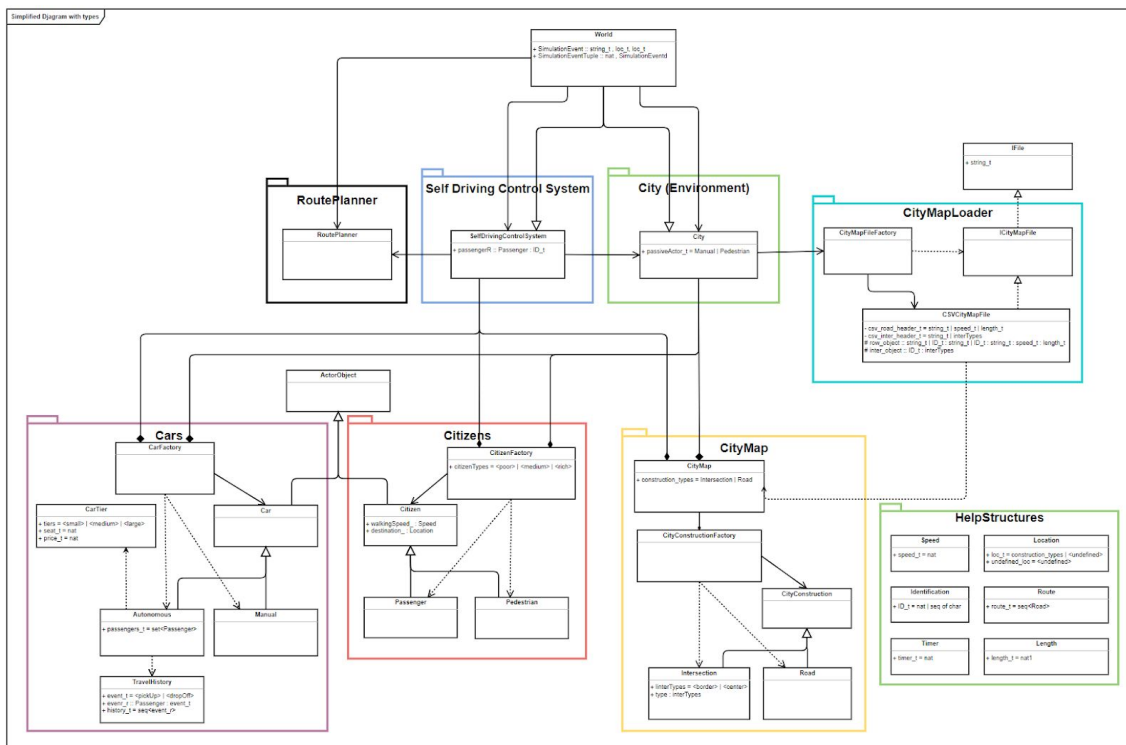 Simplified Diagram with types
World
+ SimulationEvent :: string_t , loc_t, loc_t
+ SimulationEventTuple :: nat , SimulationEventd
IFile
+ string_t
RoutePlanner
RoutePlanner
Self Driving Control System
SelfDrivingControlSystem
+ passengerR :: Passenger : ID_t
City (Environment)
City
+ passiveActor_t = Manual | Pedestrian
CityMapLoader
CityMapFileFactory
ICityMapFile
CSVCityMapFile
- csv_road_header_t = string_t | speed_t | length_t
- csv_inter_header_t = string_t | interTypes
# row_object :: string_t | ID_t : string_t | ID_t : string_t : speed_t : length_t
# inter_object :: ID_t : interTypes
ActorObject
Cars
CarFactory
CarTier
+ tiers = <small> | <medium> | <large>
+ seat_t = nat
+ price_t = nat
Car
Autonomous
+ passengers_t = set<Passenger>
Manual
TravelHistory
+ event_t = <pickUp> | <dropOff>
+ evenr_r :: Passenger : event_t
+ history_t = seq<event_r>
Citizens
CitizenFactory
+ citizenTypes = <poor> | <medium> | <rich>
Citizen
+ walkingSpeed_ : Speed
+ destination_ : Location
Passenger
Pedestrian
CityMap
CityMap
+ construction_types = Intersection | Road
CityConstructionFactory
CityConstruction
Intersection
+ IinterTypes = <border> | <center>
+ type : interTypes
Road
HelpStructures
Speed
+ speed_t = nat
Location
+ loc_t = construction_types | <undefined>
+ undefined_loc = <undefined>
Identification
+ ID_t = nat | seq of char
Route
+ route_t = seq<Road>
Timer
+ timer_t = nat
Length
+ length_t = nat1